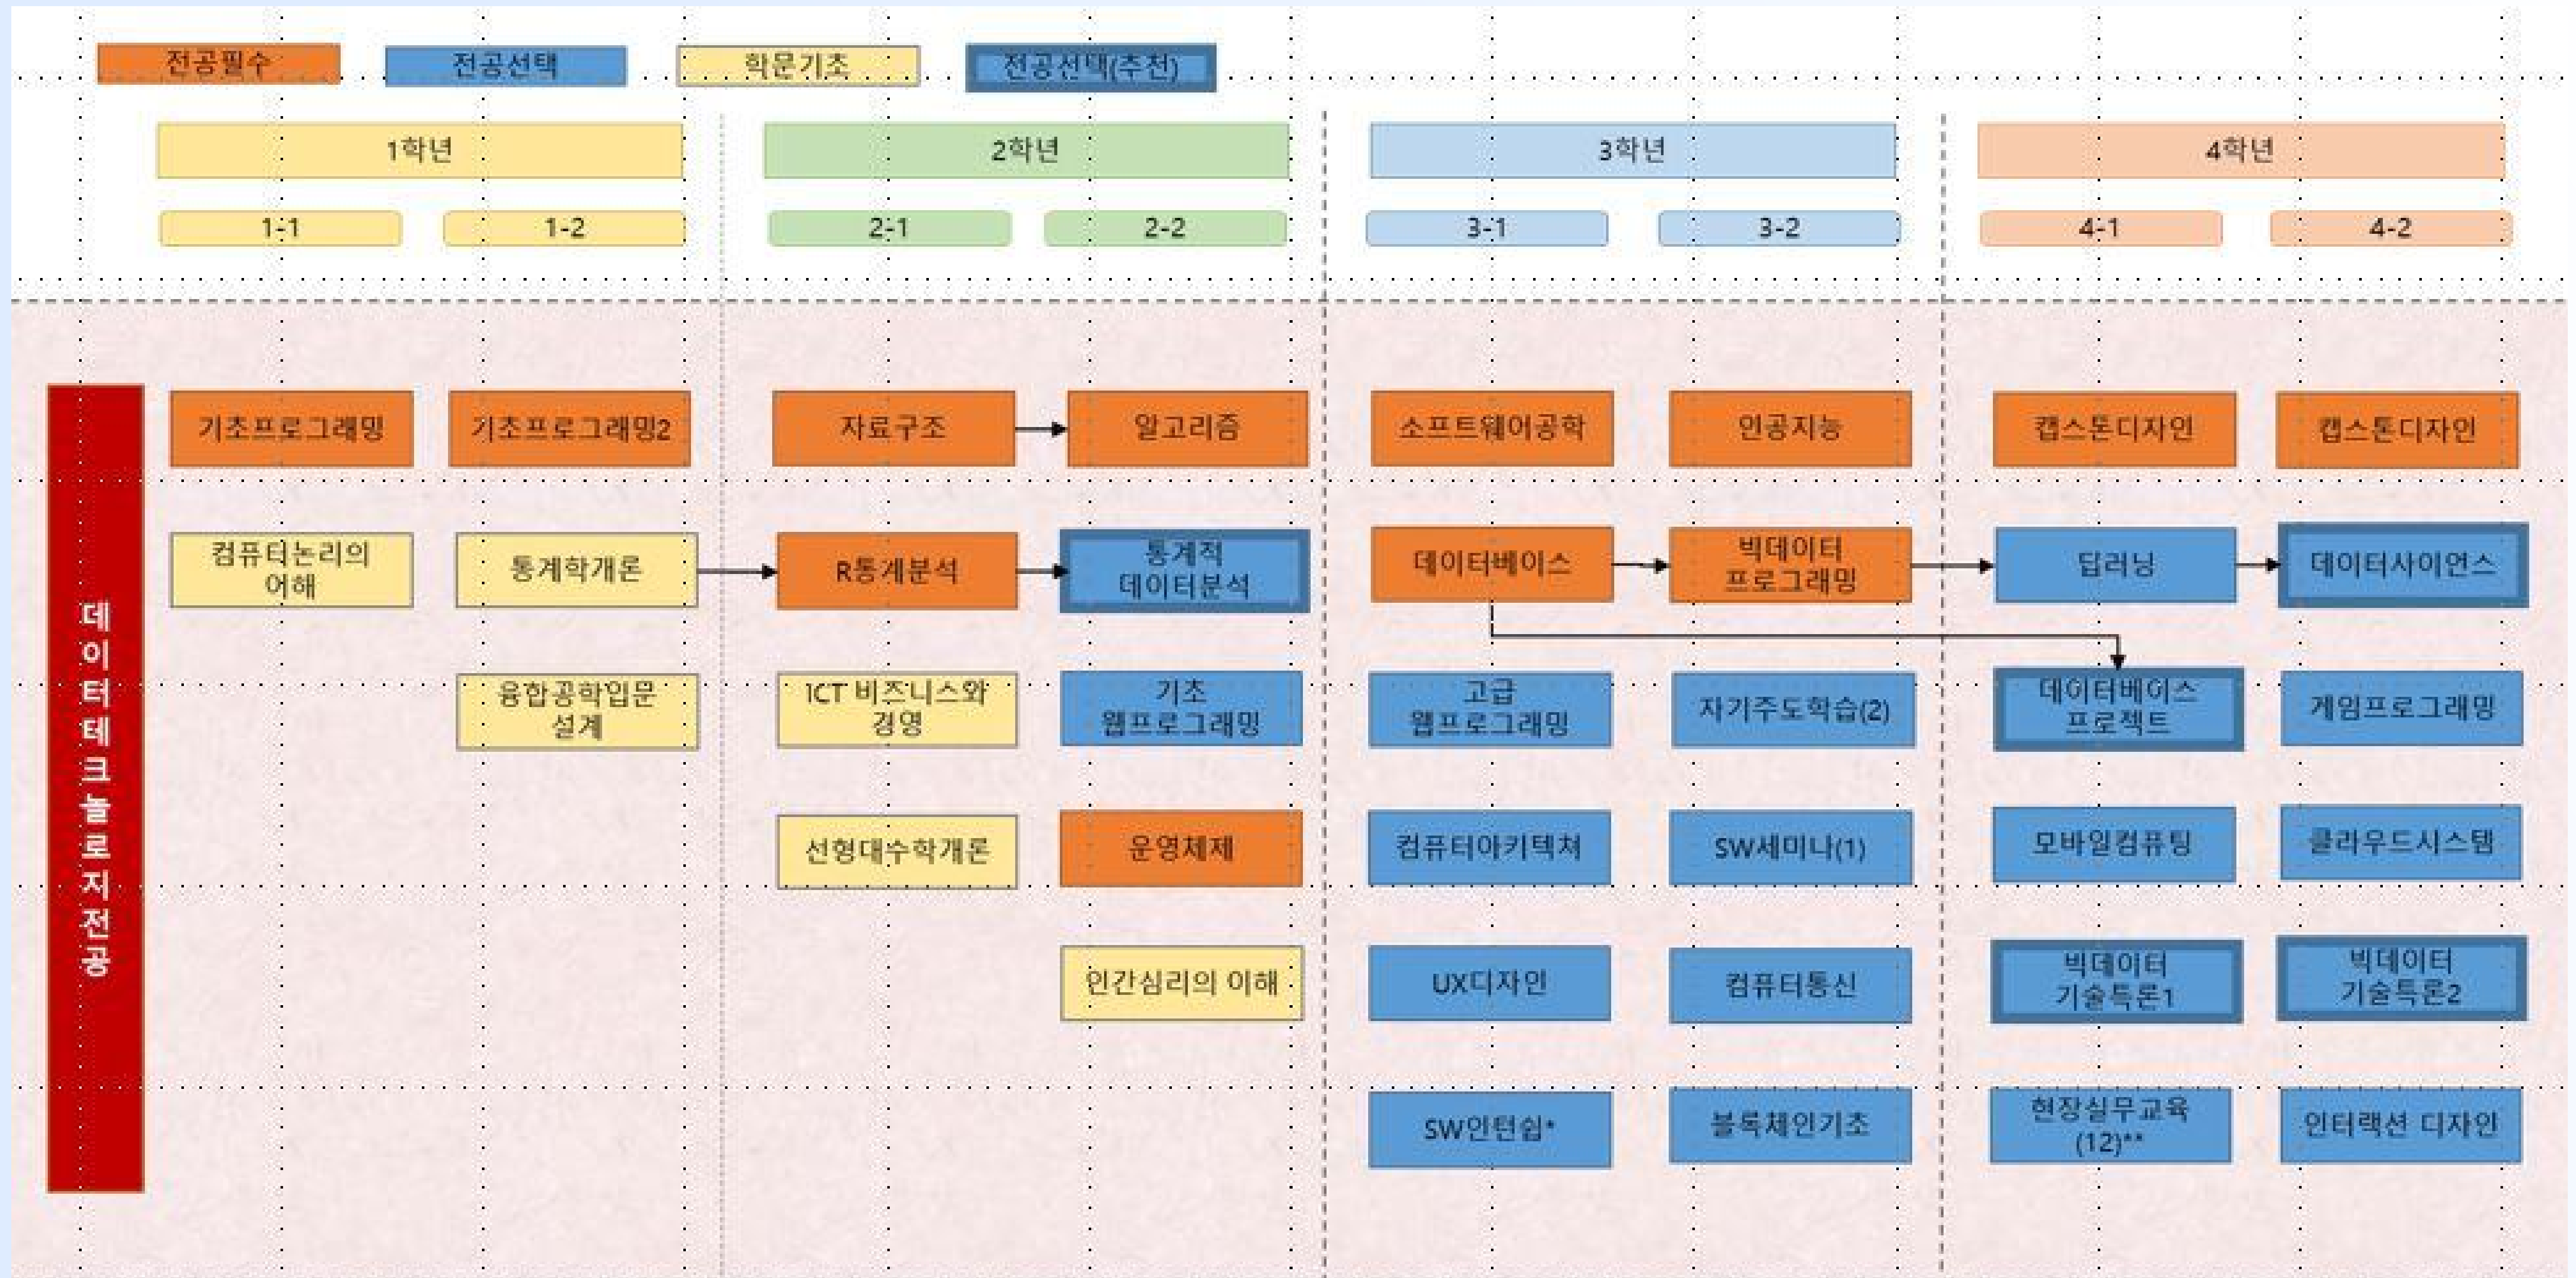 전공필수
전공선택
학문기초
전공선택(추천)
1학년
2학년
3학년
4학년
1-1
1-2
2-1
2-2
3-1
3-2
4-1
4-2
데이터테크놀로지전공
기초프로그래밍
기초프로그래밍2
자료구조
알고리즘
소프트웨어공학
인공지능
캡스톤디자인
캡스톤디자인
컴퓨터논리의
이해
통계학개론
R통계분석
통계적
데이터분석
데이터베이스
빅데이터
프로그래밍
딥러닝
데이터사이언스
융합공학입문
설계
ICT 비즈니스와
경영
기초
웹프로그래밍
고급
웹프로그래밍
자기주도학습(2)
데이터베이스
프로젝트
게임프로그래밍
선형대수학개론
운영체제
컴퓨터아키텍쳐
SW세미나(1)
모바일컴퓨팅
클라우드시스템
인간심리의 이해
UX디자인
컴퓨터통신
빅데이터
기술특론1
빅데이터
기술특론2
SW인턴쉽*
블록체인기초
현장실무교육
(12)**
인터랙션 디자인